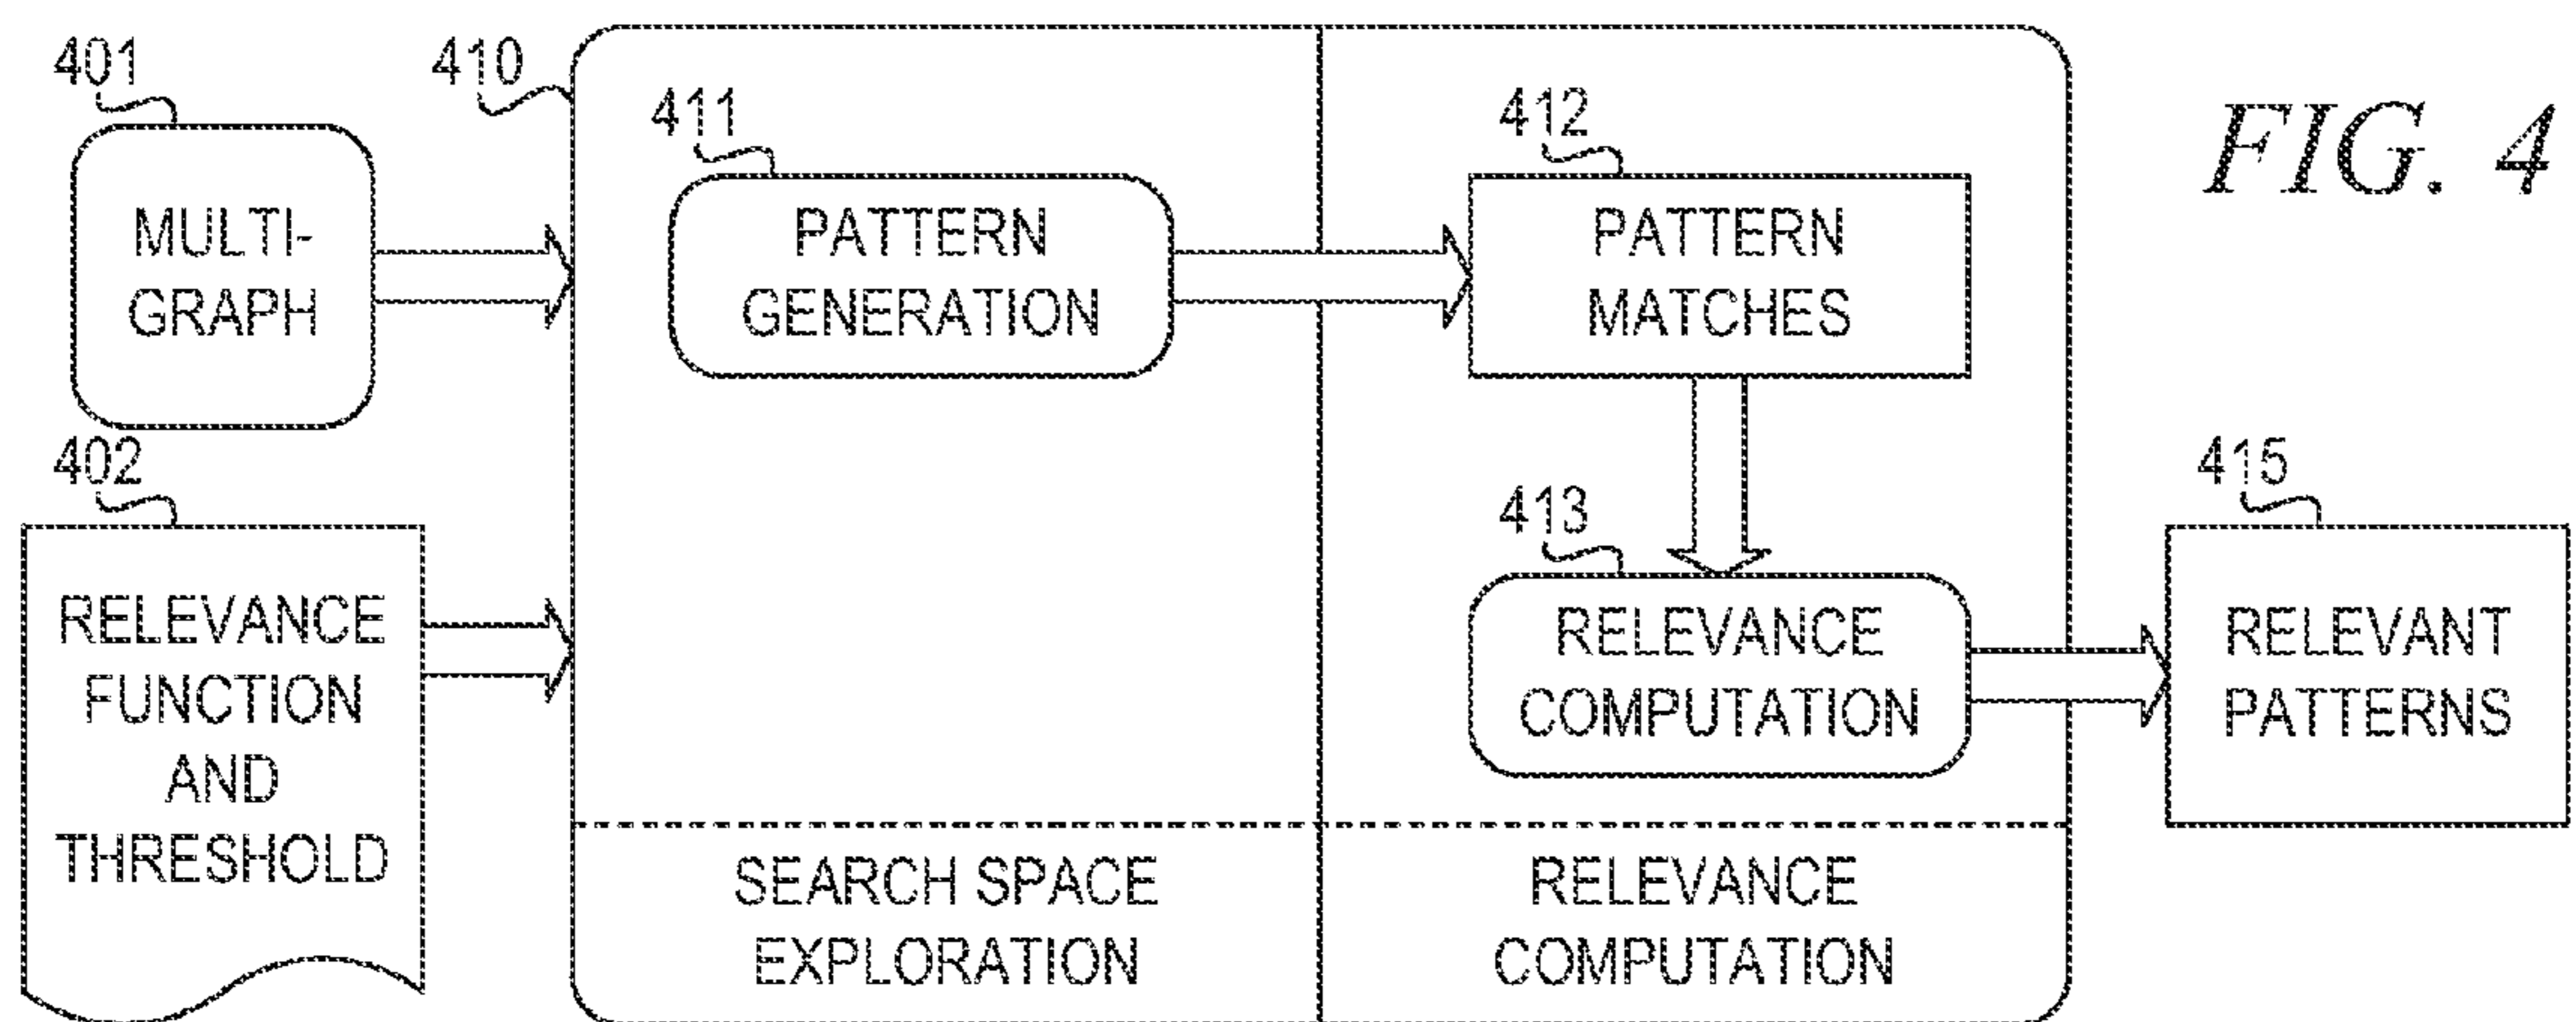 401
MULTI-
GRAPH
402
RELEVANCE
FUNCTION
AND
THRESHOLD
410
411
PATTERN
GENERATION
SEARCH SPACE
EXPLORATION
412
PATTERN
MATCHES
413
RELEVANCE
COMPUTATION
RELEVANCE
COMPUTATION
FIG. 4
415
RELEVANT
PATTERNS